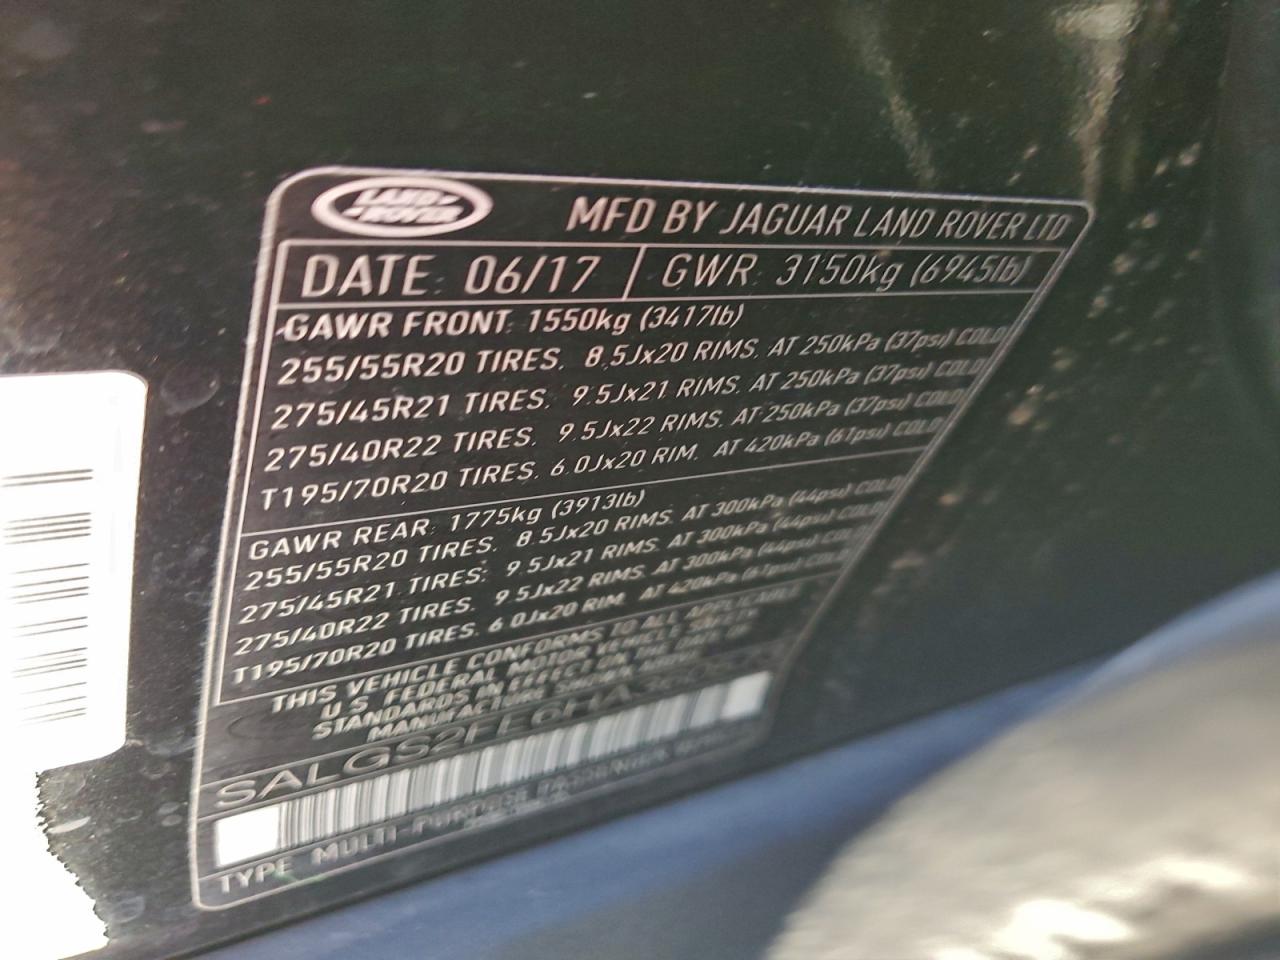 LAND ROVER
MFD BY JAGUAR LAND ROVER LTD
DATE: 06/17 GWR: 3150kg (6945lb)
GAWR FRONT: 1550kg (3417lb)
255/55R20 TIRES. 8.5Jx20 RIMS. AT 250kPa (37psi) COLD
275/45R21 TIRES. 9.5Jx21 RIMS. AT 250kPa (37psi) COLD
275/40R22 TIRES. 9.5Jx22 RIMS. AT 250kPa (37psi) COLD
T195/70R20 TIRES. 6.0Jx20 RIM. AT 420kPa (61psi) COLD
GAWR REAR: 1775kg (3913lb)
255/55R20 TIRES. 8.5Jx20 RIMS. AT 300kPa (44psi) COLD
275/45R21 TIRES. 9.5Jx21 RIMS. AT 300kPa (44psi) COLD
275/40R22 TIRES. 9.5Jx22 RIMS. AT 300kPa (44psi) COLD
T195/70R20 TIRES. 6.0Jx20 RIM. AT 420kPa (61psi) COLD
THIS VEHICLE CONFORMS TO ALL APPLICABLE
U.S. FEDERAL MOTOR VEHICLE SAFETY
STANDARDS IN EFFECT ON THE DATE OF
MANUFACTURE SHOWN ABOVE
TYPE MULTI-PURPOSE